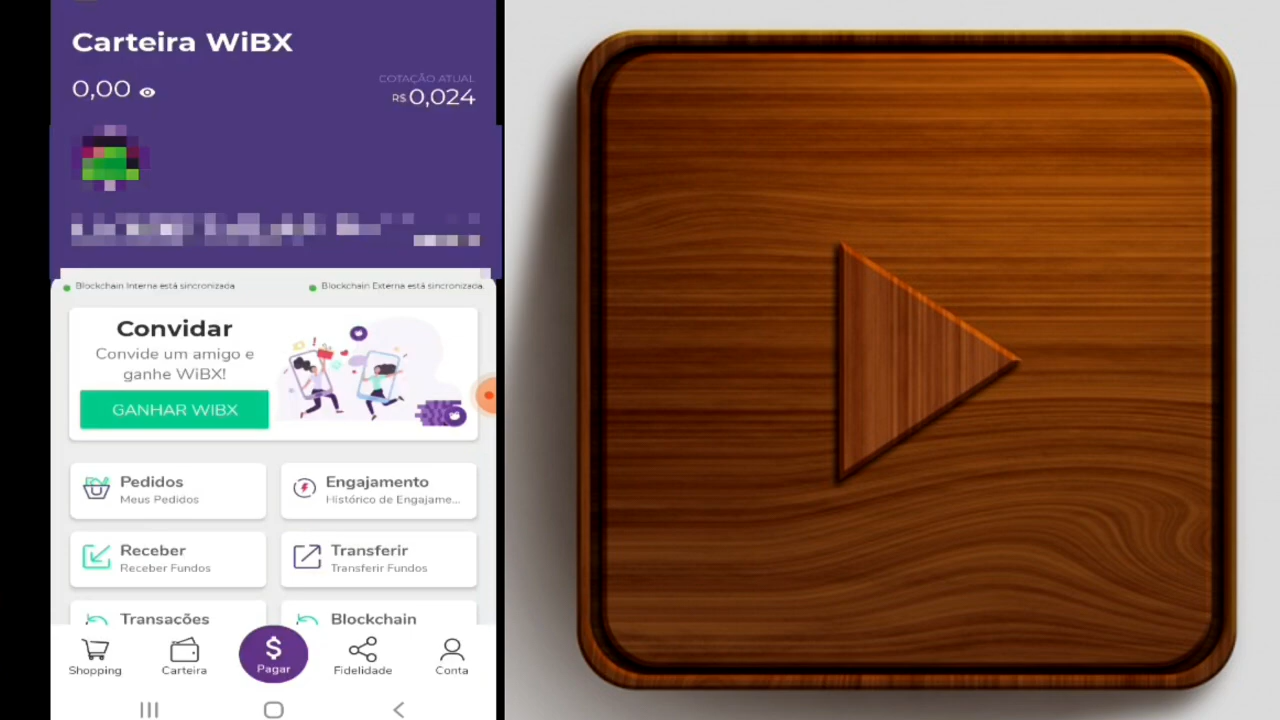 Carteira WiBX
COTAÇÃO ATUAL
0,00
R$ 0,024
Blockchain Interna está sincronizada
Blockchain Externa está sincronizada
Convidar
Convide um amigo e
ganhe WiBX!
GANHAR WIBX
Pedidos
Meus Pedidos
Engajamento
Histórico de Engajame...
Receber
Receber Fundos
Transferir
Transferir Fundos
Transações
Blockchain
Shopping
Carteira
$
Pagar
Fidelidade
Conta